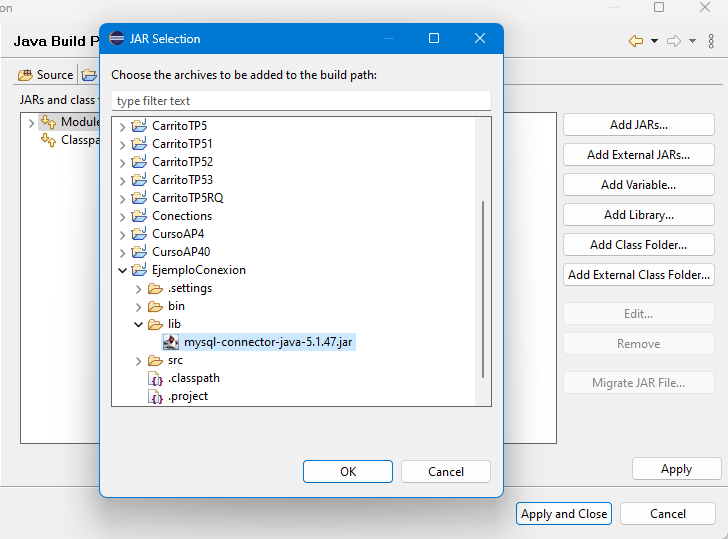 on
Java Build P
JAR Selection
Choose the archives to be added to the build path:
type filter text
Source
JARs and class
Module
Classpa
CarritoTP5
CarritoTP51
CarritoTP52
CarritoTP53
CarritoTP5RQ
Conections
CursoAP4
CursoAP40
EjemploConexion
.settings
bin
lib
mysql-connector-java-5.1.47.jar
src
.classpath
.project
OK
Cancel
Add JARs...
Add External JARs...
Add Variable...
Add Library...
Add Class Folder...
Add External Class Folder...
Edit...
Remove
Migrate JAR File...
Apply
Apply and Close
Cancel